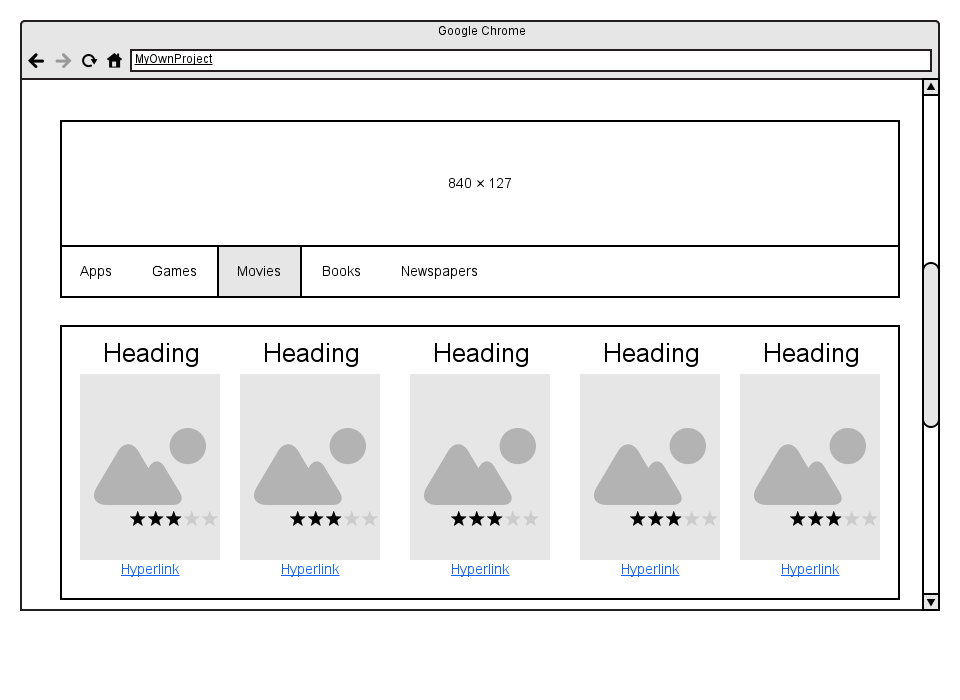 Google Chrome
MyOwnProject
840 × 127
Apps Games Movies Books Newspapers
Heading Heading Heading Heading Heading
Hyperlink Hyperlink Hyperlink Hyperlink Hyperlink